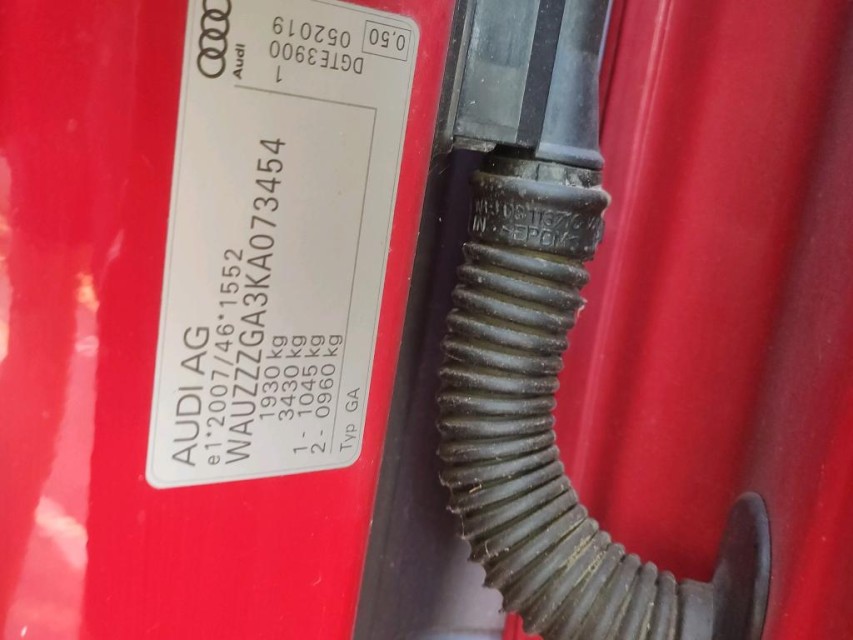 AUDI AG
e1*2007/46*1552
WAUZZZGA3KA073454
1930 kg
3430 kg
1- 1045 kg
2- 0960 kg
Typ GA
Audi
DGTE3900
052019
1
0,50